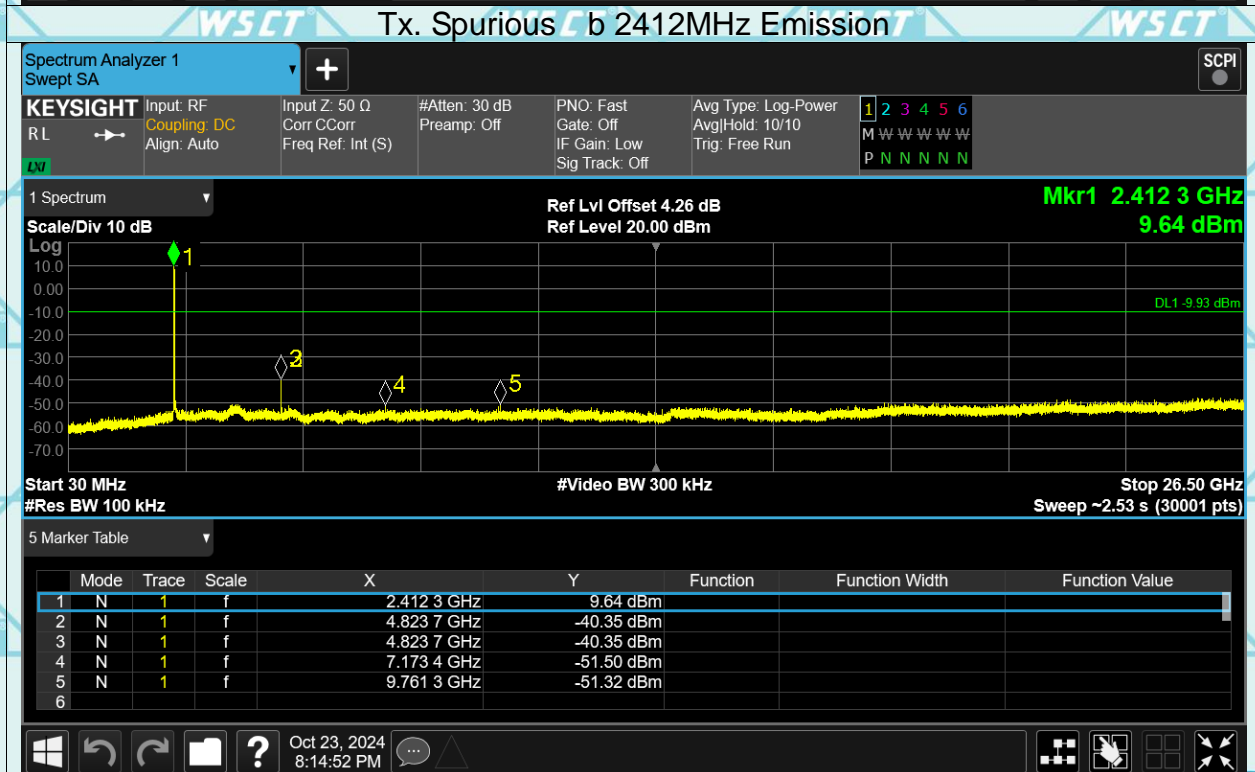 WSCT WSCT WSCT WSCT
Tx. Spurious b 2412MHz Emission
Spectrum Analyzer 1
Swept SA
▼
+
SCPI
KEYSIGHT
R L
LXI
Input: RF
Coupling: DC
Align: Auto
Input Z: 50 Ω
Corr CCorr
Freq Ref: Int (S)
#Atten: 30 dB
Preamp: Off
PNO: Fast
Gate: Off
IF Gain: Low
Sig Track: Off
Avg Type: Log-Power
Avg|Hold: 10/10
Trig: Free Run
1 2 3 4 5 6
M W W W W W W
P N N N N N N
1 Spectrum ▼
Scale/Div 10 dB
Ref Lvl Offset 4.26 dB
Ref Level 20.00 dBm
Mkr1 2.412 3 GHz
9.64 dBm
Log
10.0
0.00
-10.0
-20.0
-30.0
-40.0
-50.0
-60.0
-70.0
1
DL1 -9.93 dBm
3
4
5
Start 30 MHz
#Res BW 100 kHz
#Video BW 300 kHz
Stop 26.50 GHz
Sweep ~2.53 s (30001 pts)
5 Marker Table ▼
Mode Trace Scale X Y Function Function Width Function Value
1 N 1 f 2.412 3 GHz 9.64 dBm
2 N 1 f 4.823 7 GHz -40.35 dBm
3 N 1 f 4.823 7 GHz -40.35 dBm
4 N 1 f 7.173 4 GHz -51.50 dBm
5 N 1 f 9.761 3 GHz -51.32 dBm
6
?
Oct 23, 2024
8:14:52 PM